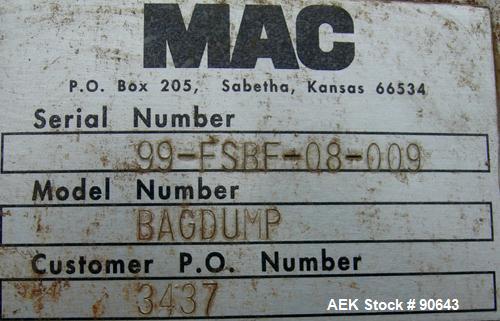 MAC
P.O. Box 205, Sabetha, Kansas 66534
Serial Number
99-FSBF-08-009
Model Number
BAGDUMP
Customer P.O. Number
3437
AEK Stock # 90643